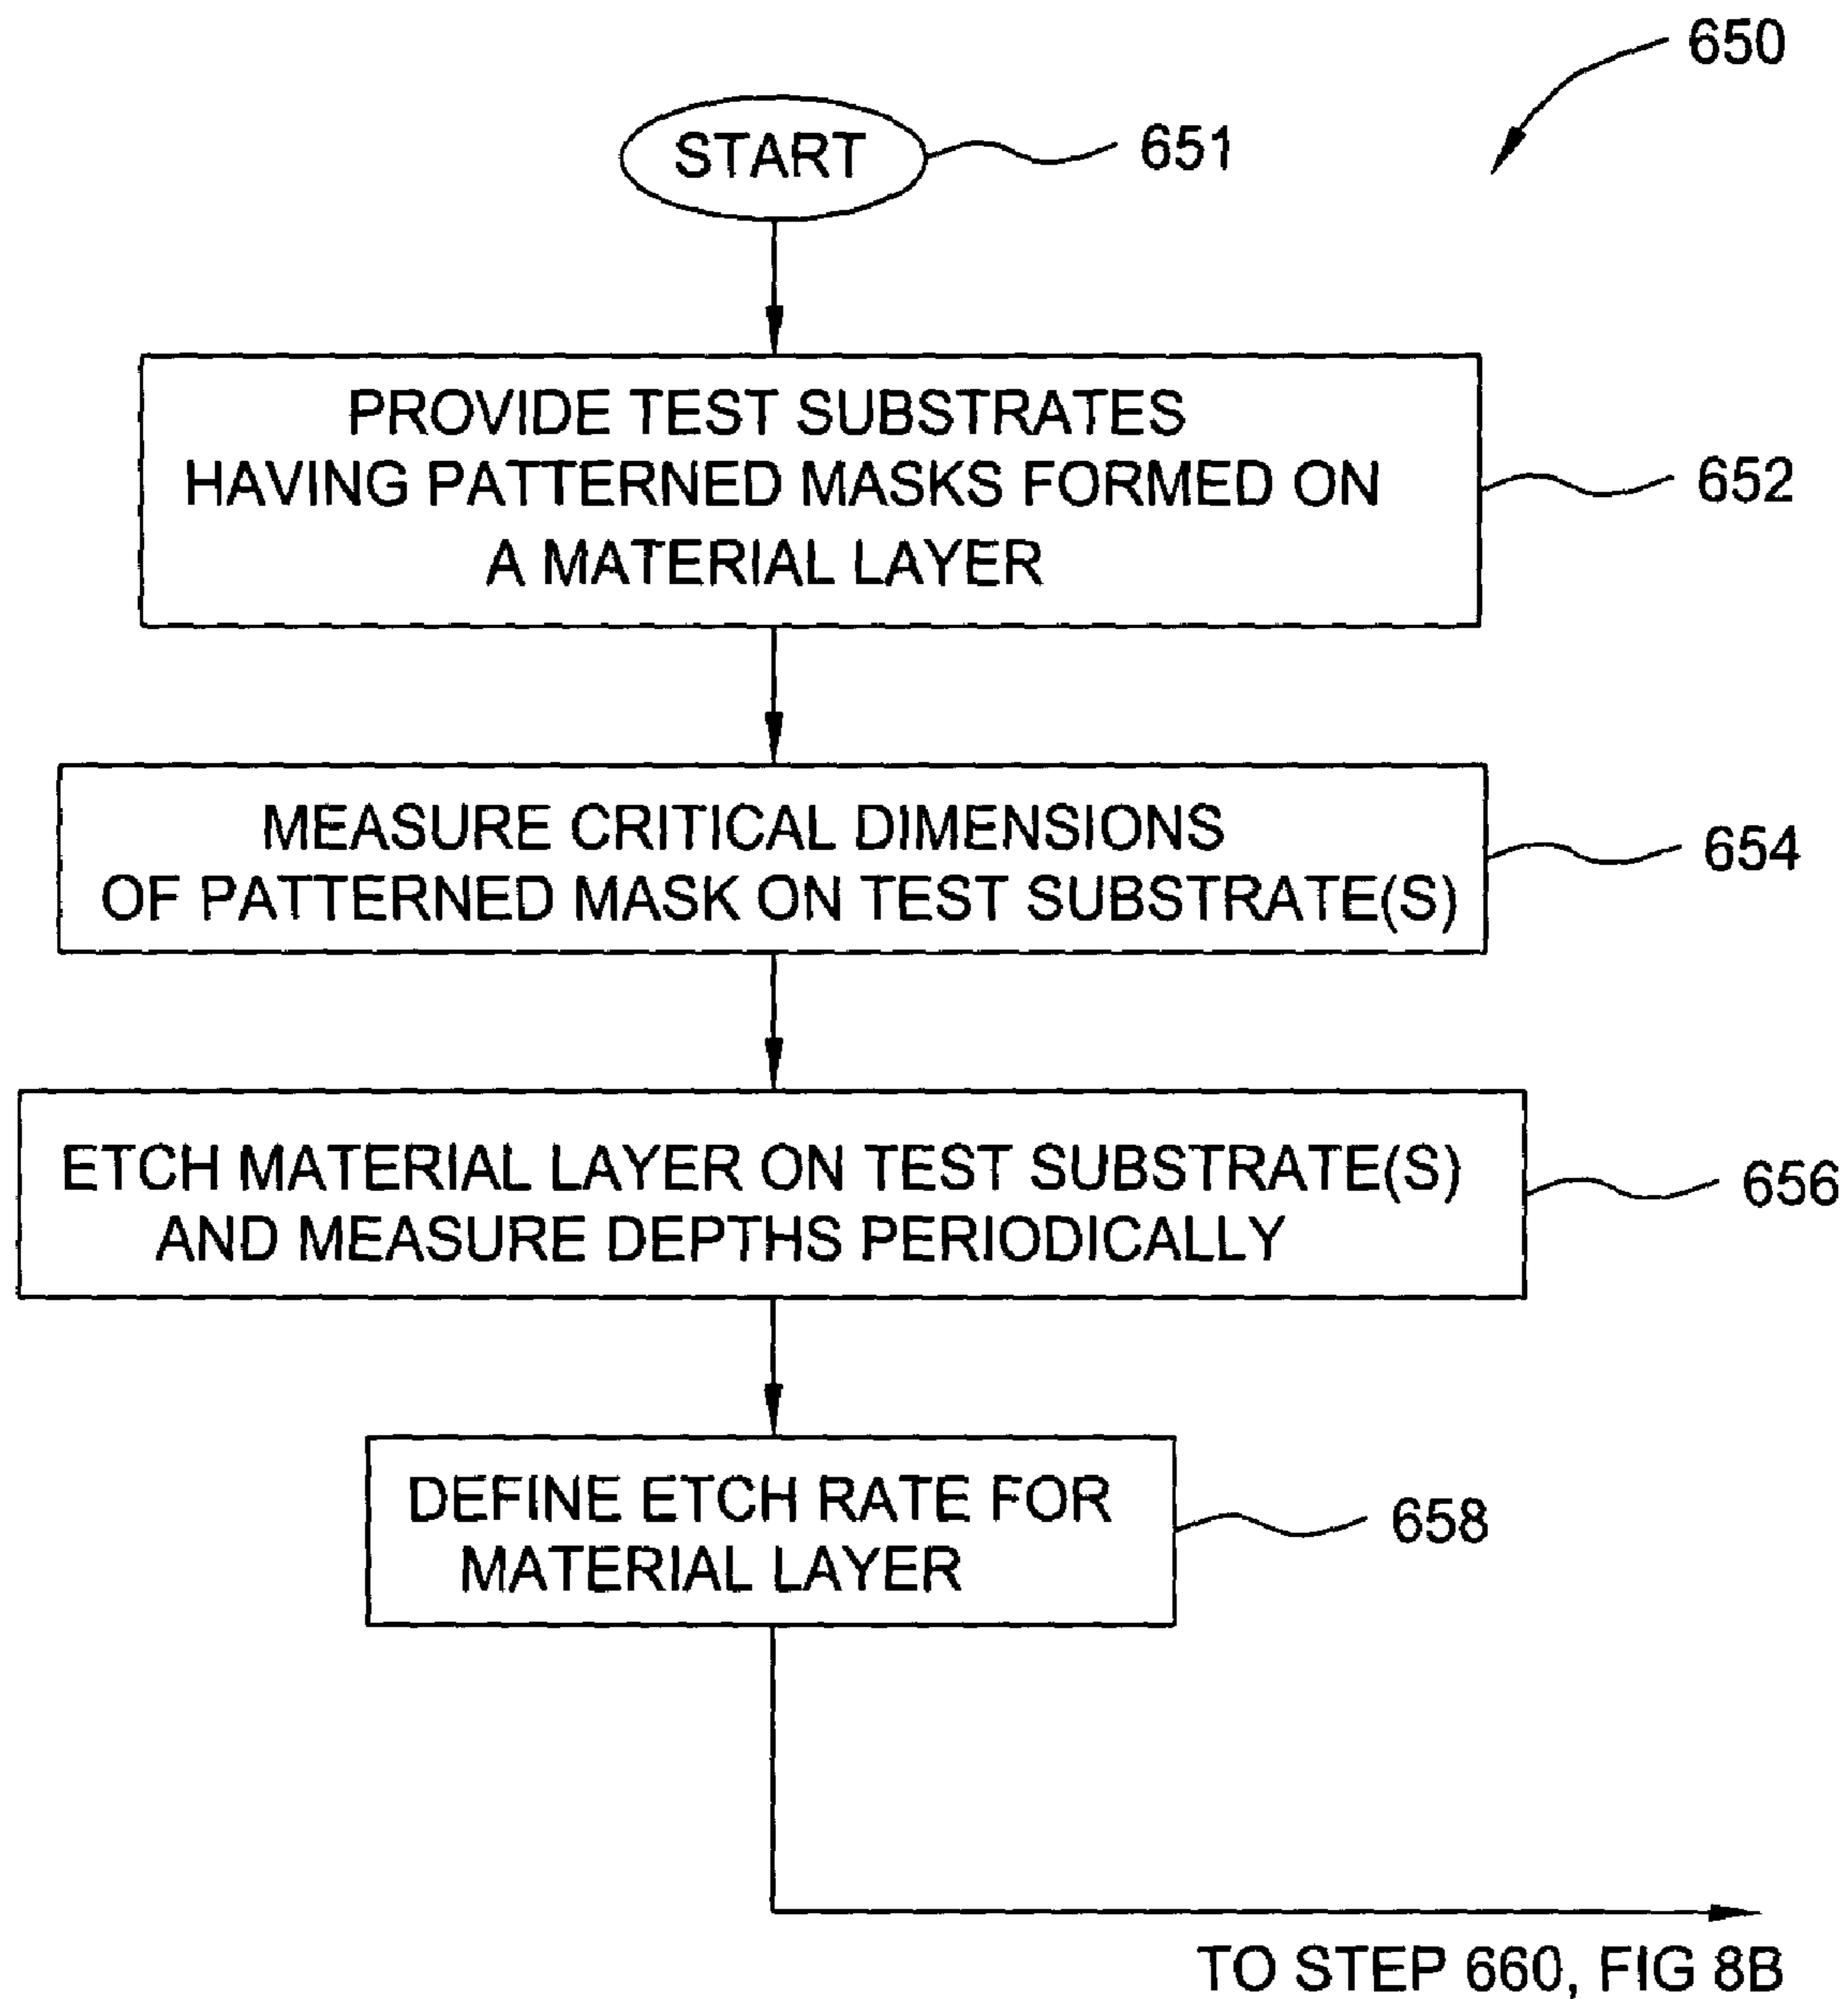 650
START
651
PROVIDE TEST SUBSTRATES
HAVING PATTERNED MASKS FORMED ON
A MATERIAL LAYER
652
MEASURE CRITICAL DIMENSIONS
OF PATTERNED MASK ON TEST SUBSTRATE(S)
654
ETCH MATERIAL LAYER ON TEST SUBSTRATE(S)
AND MEASURE DEPTHS PERIODICALLY
656
DEFINE ETCH RATE FOR
MATERIAL LAYER
658
TO STEP 660, FIG 8B